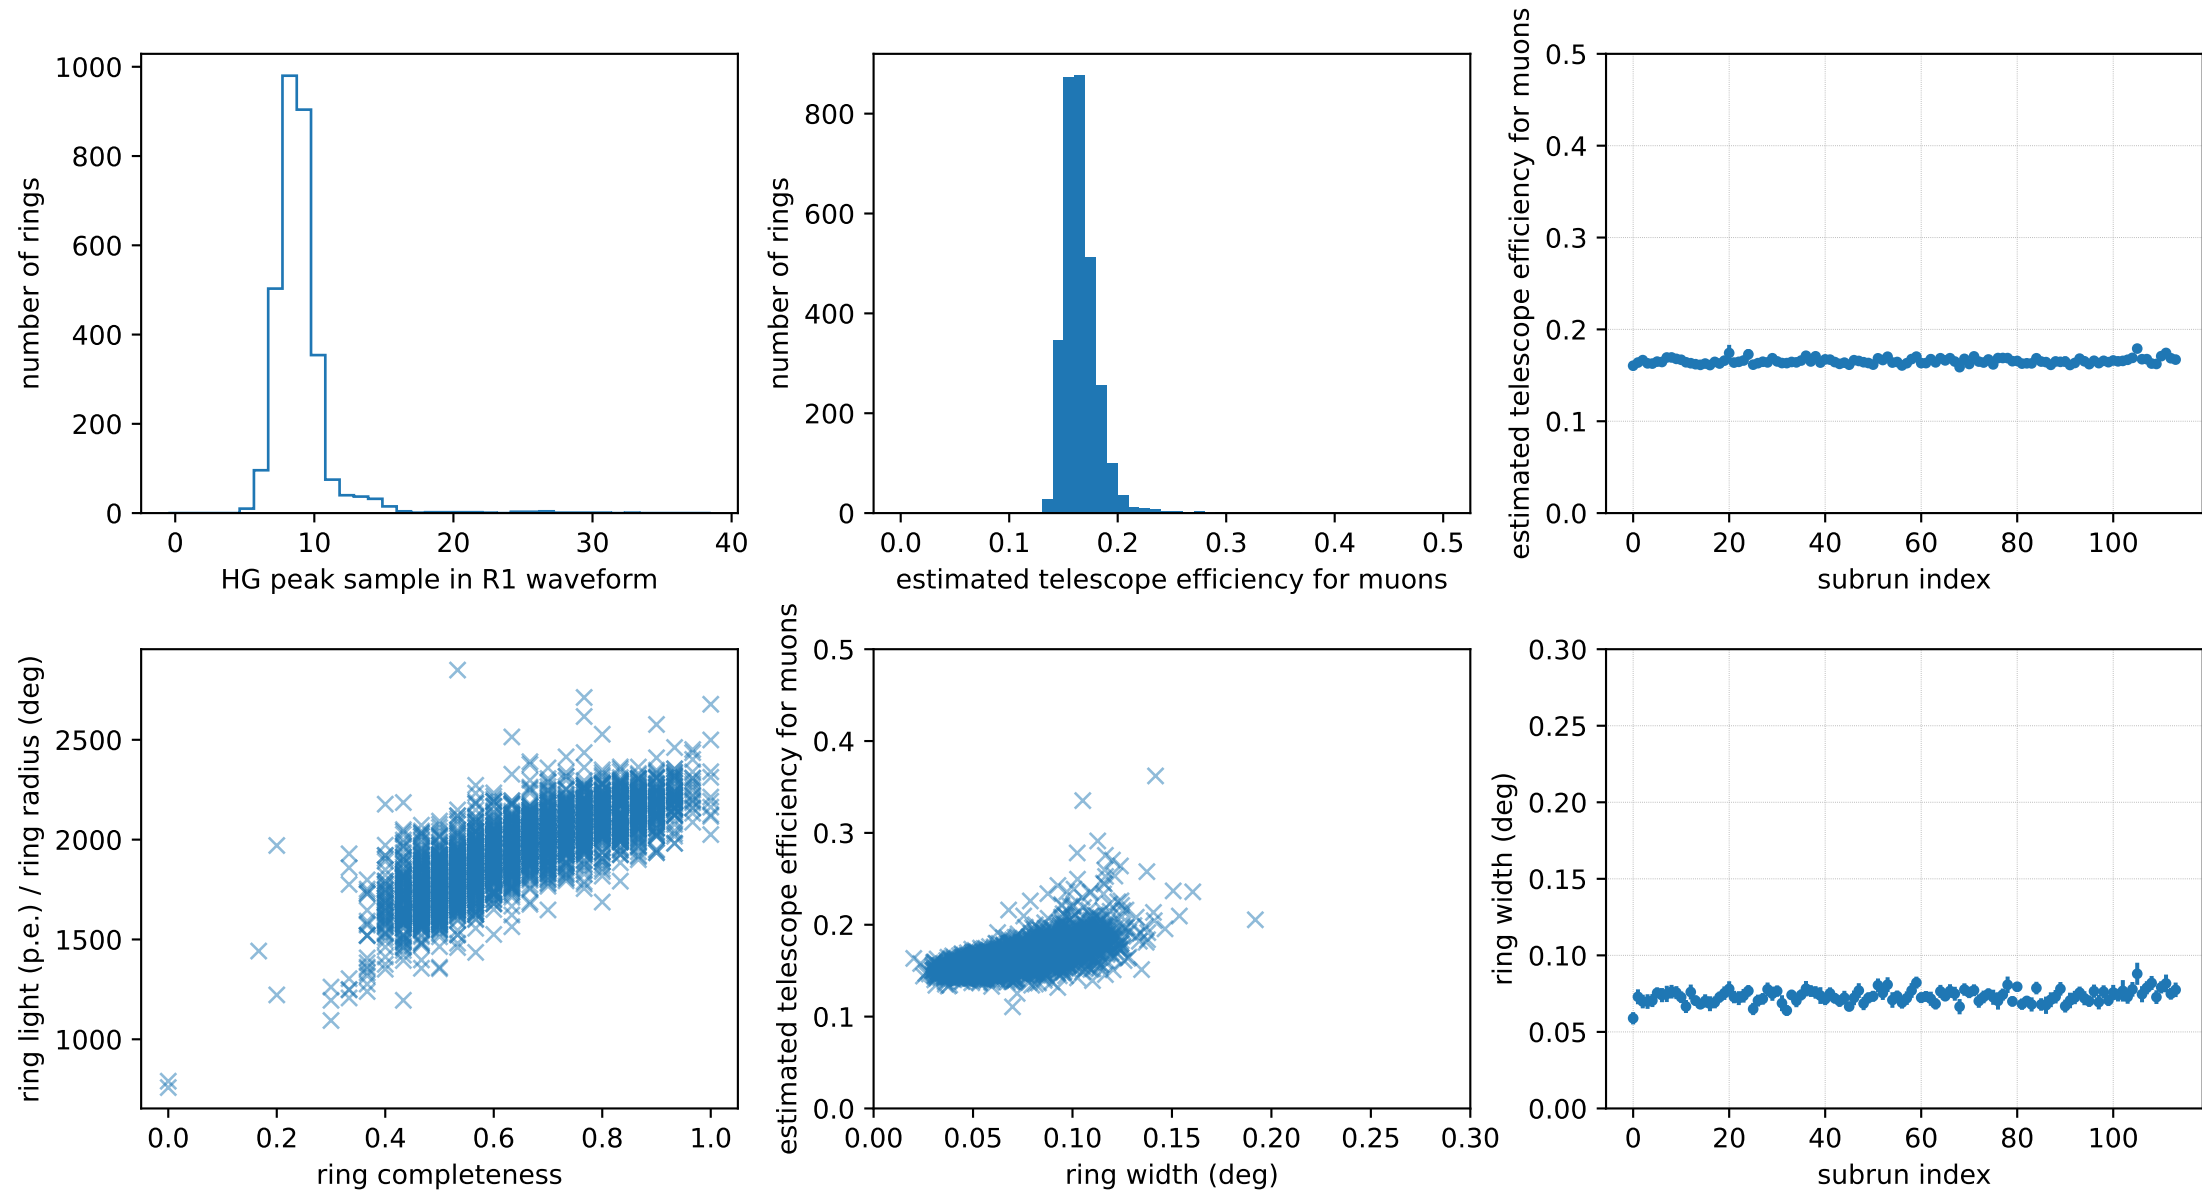 1000
800
600
400
200
0
number of rings
0 10 20 30 40
HG peak sample in R1 waveform
800
600
400
200
0
number of rings
0.0 0.1 0.2 0.3 0.4 0.5
estimated telescope efficiency for muons
0.5
0.4
0.3
0.2
0.1
0.0
estimated telescope efficiency for muons
0 20 40 60 80 100
subrun index
2500
2000
1500
1000
ring light (p.e.) / ring radius (deg)
0.0 0.2 0.4 0.6 0.8 1.0
ring completeness
0.5
0.4
0.3
0.2
0.1
0.0
estimated telescope efficiency for muons
0.00 0.05 0.10 0.15 0.20 0.25 0.30
ring width (deg)
0.30
0.25
0.20
0.15
0.10
0.05
0.00
ring width (deg)
0 20 40 60 80 100
subrun index